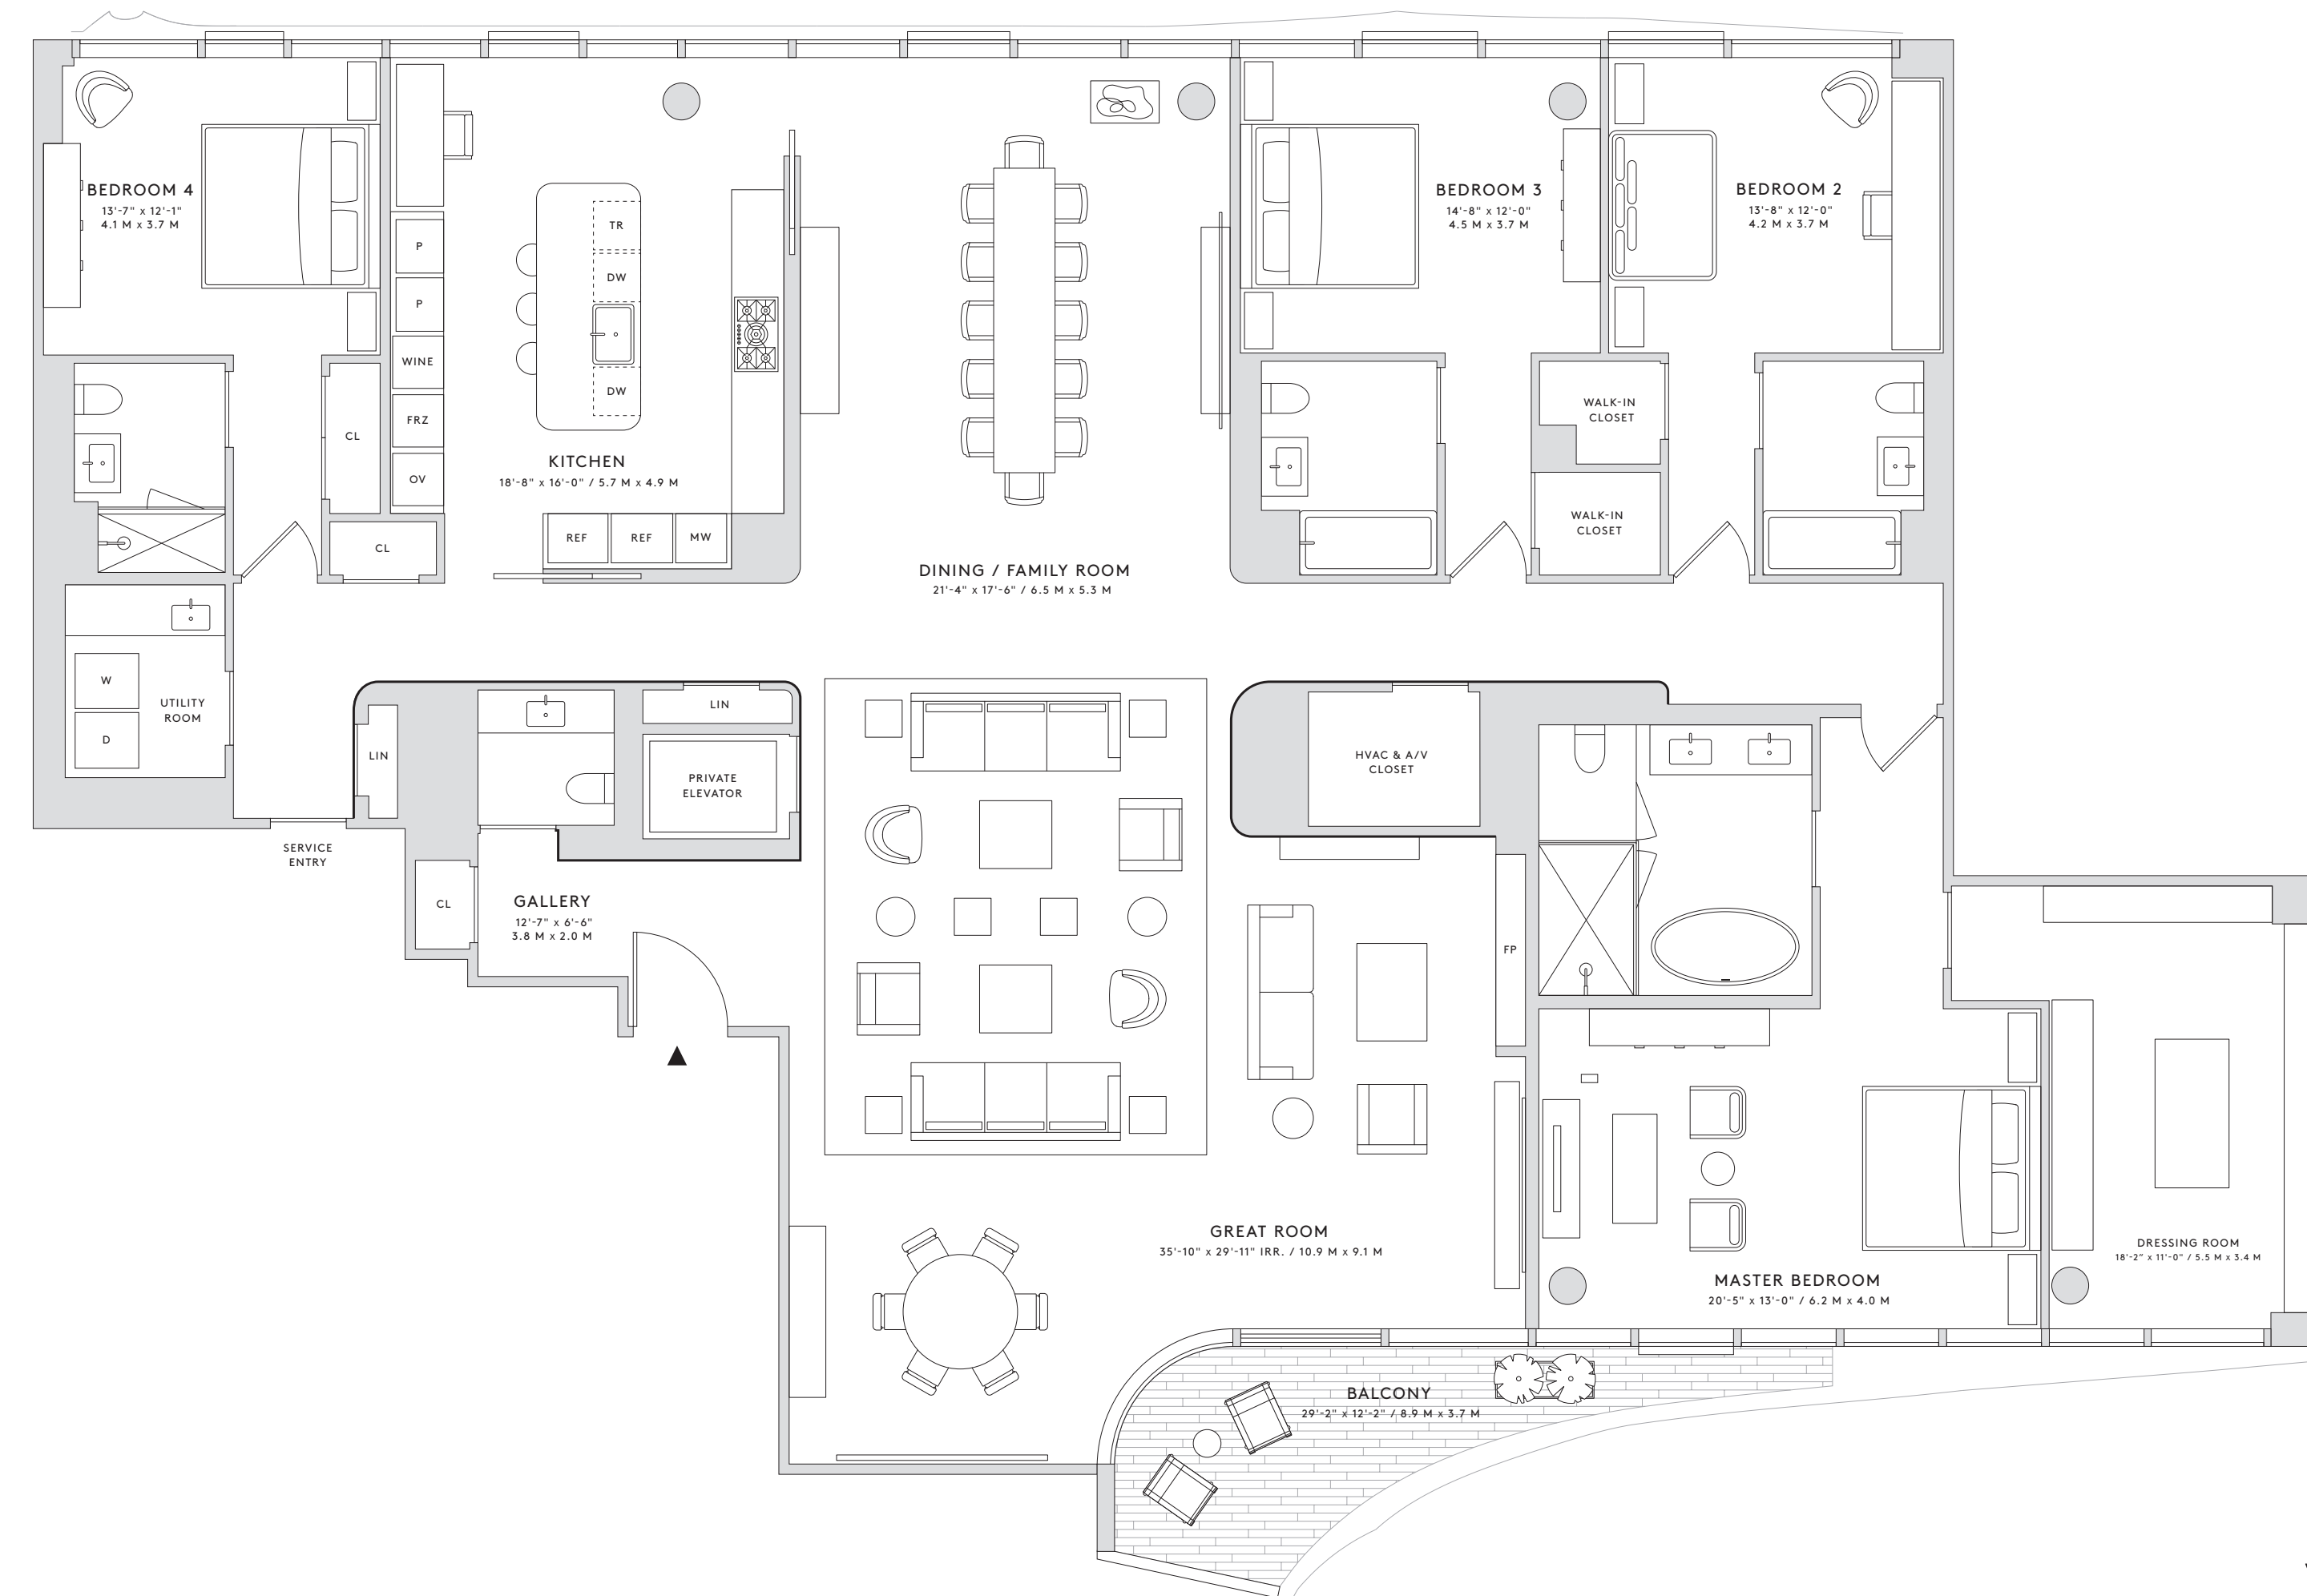 BEDROOM 4
13'-7" x 12'-1"
4.1 M x 3.7 M
P
P
WINE
FRZ
OV
CL
CL
TR
DW
DW
KITCHEN
18'-8" x 16'-0" / 5.7 M x 4.9 M
REF
REF
MW
DINING / FAMILY ROOM
21'-4" x 17'-6" / 6.5 M x 5.3 M
BEDROOM 3
14'-8" x 12'-0"
4.5 M x 3.7 M
BEDROOM 2
13'-8" x 12'-0"
4.2 M x 3.7 M
WALK-IN
CLOSET
WALK-IN
CLOSET
W
D
UTILITY
ROOM
LIN
LIN
PRIVATE
ELEVATOR
HVAC & A/V
CLOSET
SERVICE
ENTRY
CL
GALLERY
12'-7" x 6'-6"
3.8 M x 2.0 M
FP
GREAT ROOM
35'-10" x 29'-11" IRR. / 10.9 M x 9.1 M
MASTER BEDROOM
20'-5" x 13'-0" / 6.2 M x 4.0 M
DRESSING ROOM
18'-2" x 11'-0" / 5.5 M x 3.4 M
BALCONY
29'-2" x 12'-2" / 8.9 M x 3.7 M